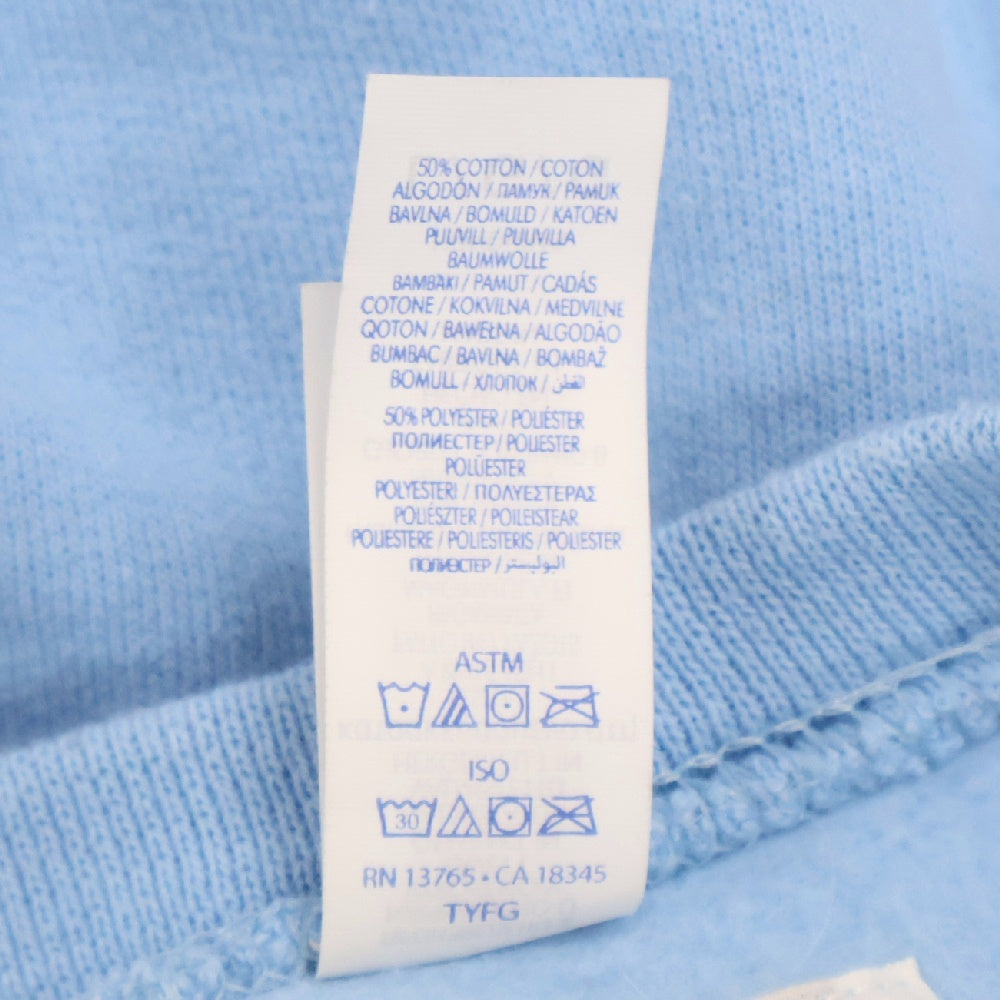 50% COTTON / COTON
ALGODÓN / ПАМУК / PAMUK
BAVLNA / BOMULD / KATOEN
PUUVILL / PUUVILLA
BAUMWOLLE
BAMBAKI / PAMUT / CADÁS
COTONE / KOKVILNA / MEDVILNE
QOTON / BAWEŁNA / ALGODÃO
BUMBAC / BAVLNA / BOMBAŽ
BOMULL / ХЛОПОК / القطن
50% POLYESTER / POLIÉSTER
ПОЛИЕСТЕР / POLIESTER
POLÜESTER
POLYESTERI / ΠΟΛΥΕΣΤΕΡΑΣ
POLIÉSZTER / POILEISTEAR
POLIESTERE / POLIESTERIS / POLIESTER
ПОЛИЭСТЕР / البوليستر
ASTM
ISO
30
RN 13765 • CA 18345
TYFG